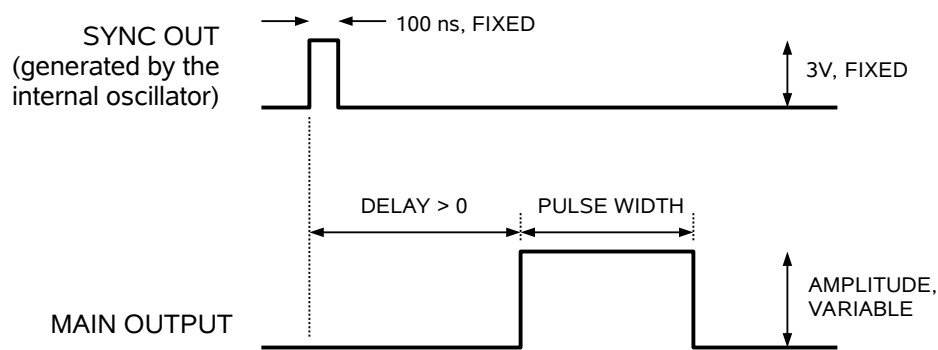 100 ns, FIXED
SYNC OUT
(generated by the
internal oscillator)
3V, FIXED
DELAY > 0
PULSE WIDTH
AMPLITUDE,
VARIABLE
MAIN OUTPUT